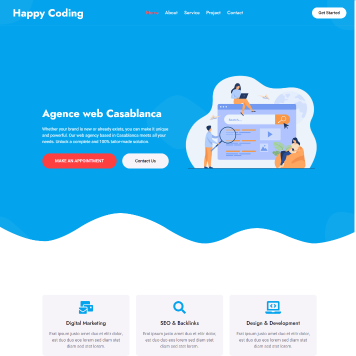 Happy Coding
Home About Service Project Contact
Get Started
Agence web Casablanca
Whether your brand is new or already exists, you can make it unique
and powerful. Our web agency based in Casablanca meets all your
needs. Unlock a complete and 100% tailor-made solution.
MAKE AN APPOINTMENT
Contact Us
Search...
Digital Marketing
Erat ipsum justo amet duo et elitr dolor,
est duo duo eos lorem sed diam stet
diam sed stet lorem.
SEO & Backlinks
Erat ipsum justo amet duo et elitr dolor,
est duo duo eos lorem sed diam stet
diam sed stet lorem.
Design & Development
Erat ipsum justo amet duo et elitr dolor,
est duo duo eos lorem sed diam stet
diam sed stet lorem.